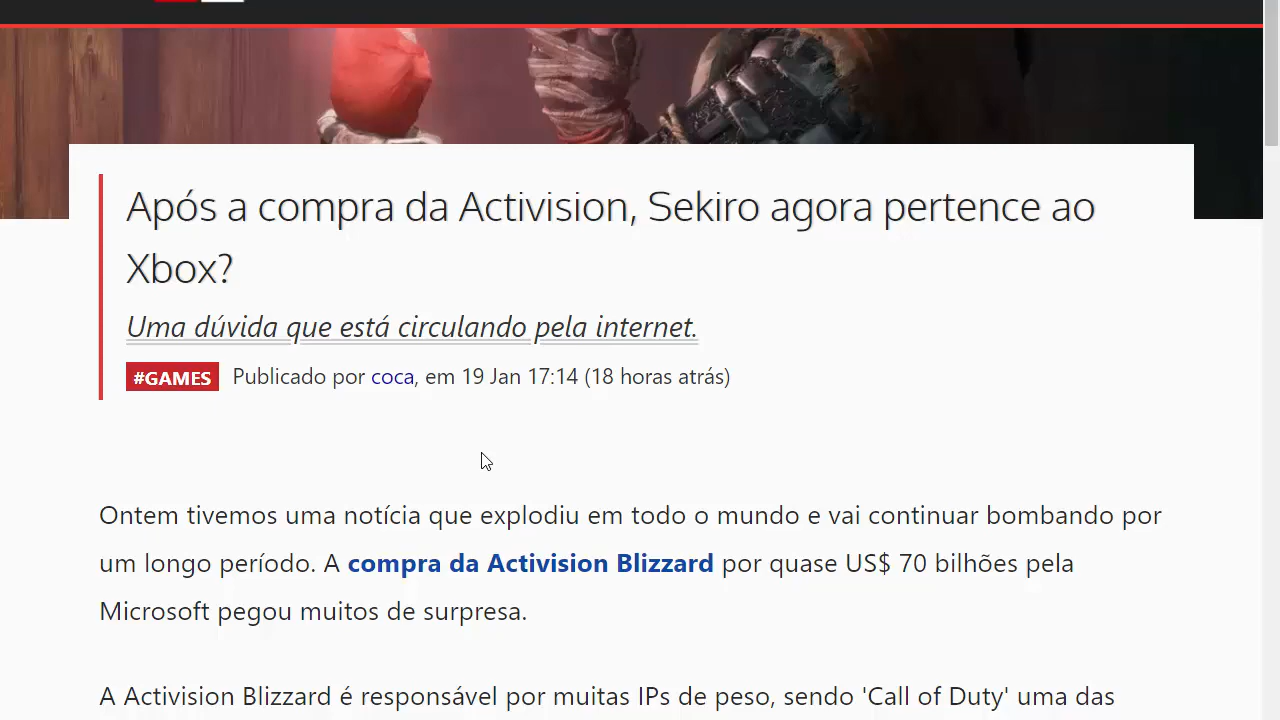 Após a compra da Activision, Sekiro agora pertence ao
Xbox?
Uma dúvida que está circulando pela internet.
#GAMES Publicado por coca, em 19 Jan 17:14 (18 horas atrás)
Ontem tivemos uma notícia que explodiu em todo o mundo e vai continuar bombando por
um longo período. A compra da Activision Blizzard por quase US$ 70 bilhões pela
Microsoft pegou muitos de surpresa.
A Activision Blizzard é responsável por muitas IPs de peso, sendo 'Call of Duty' uma das